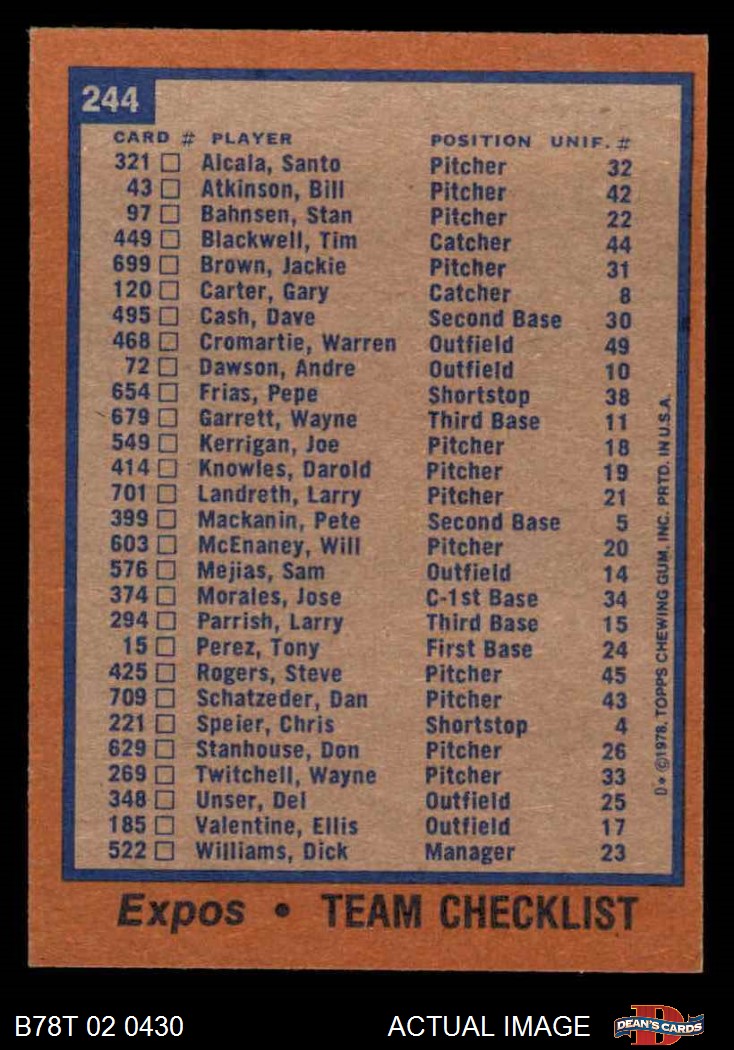 244
CARD # PLAYER POSITION UNIF. #
321 Alcala, Santo Pitcher 32
43 Atkinson, Bill Pitcher 42
97 Bahnsen, Stan Pitcher 22
449 Blackwell, Tim Catcher 44
699 Brown, Jackie Pitcher 31
120 Carter, Gary Catcher 8
495 Cash, Dave Second Base 30
468 Cromartie, Warren Outfield 49
72 Dawson, Andre Outfield 10
654 Frias, Pepe Shortstop 38
679 Garrett, Wayne Third Base 11
549 Kerrigan, Joe Pitcher 18
414 Knowles, Darold Pitcher 19
701 Landreth, Larry Pitcher 21
399 Mackanin, Pete Second Base 5
603 McEnaney, Will Pitcher 20
576 Mejias, Sam Outfield 14
374 Morales, Jose C-1st Base 34
294 Parrish, Larry Third Base 15
15 Perez, Tony First Base 24
425 Rogers, Steve Pitcher 45
709 Schatzeder, Dan Pitcher 43
221 Speier, Chris Shortstop 4
629 Stanhouse, Don Pitcher 26
269 Twitchell, Wayne Pitcher 33
348 Unser, Del Outfield 25
185 Valentine, Ellis Outfield 17
522 Williams, Dick Manager 23
D* ©1978, TOPPS CHEWING GUM, INC. PRTD. IN U.S.A.
Expos • TEAM CHECKLIST
B78T 02 0430 ACTUAL IMAGE
DEAN'S CARDS